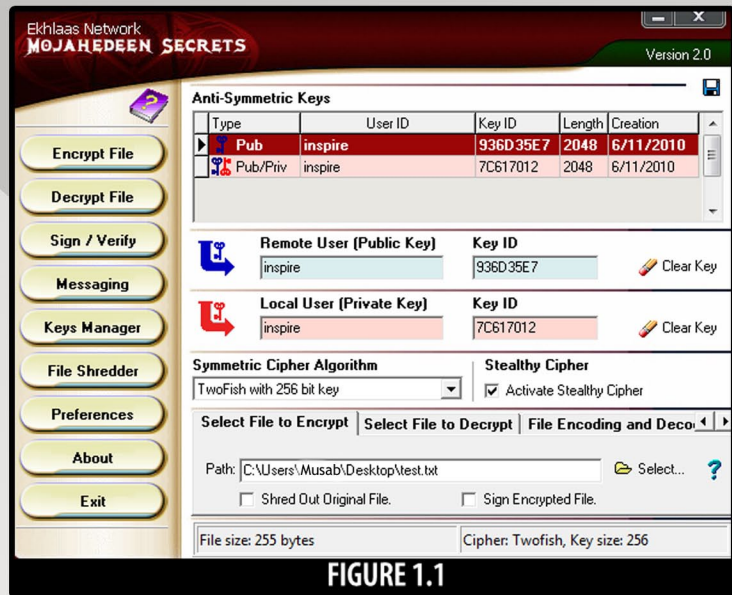 Ekhlaas Network
MOJAHEDEEN SECRETS
Version 2.0
Encrypt File
Decrypt File
Sign / Verify
Messaging
Keys Manager
File Shredder
Preferences
About
Exit
Anti-Symmetric Keys
Type User ID Key ID Length Creation
Pub inspire 936D35E7 2048 6/11/2010
Pub/Priv inspire 7C617012 2048 6/11/2010
Remote User (Public Key) Key ID
inspire 936D35E7 Clear Key
Local User (Private Key) Key ID
inspire 7C617012 Clear Key
Symmetric Cipher Algorithm Stealthy Cipher
TwoFish with 256 bit key Activate Stealthy Cipher
Select File to Encrypt Select File to Decrypt File Encoding and Deco
Path: C:\Users\Musab\Desktop\test.txt Select... ?
Shred Out Original File. Sign Encrypted File.
File size: 255 bytes Cipher: Twofish, Key size: 256
FIGURE 1.1